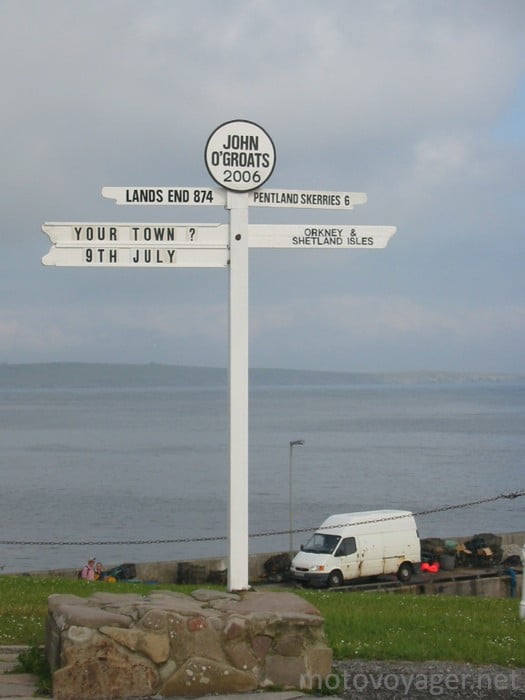 JOHN
O'GROATS
2006
LANDS END 874
PENTLAND SKERRIES 6
YOUR TOWN ?
9TH JULY
ORKNEY &
SHETLAND ISLES
motovoyager.net